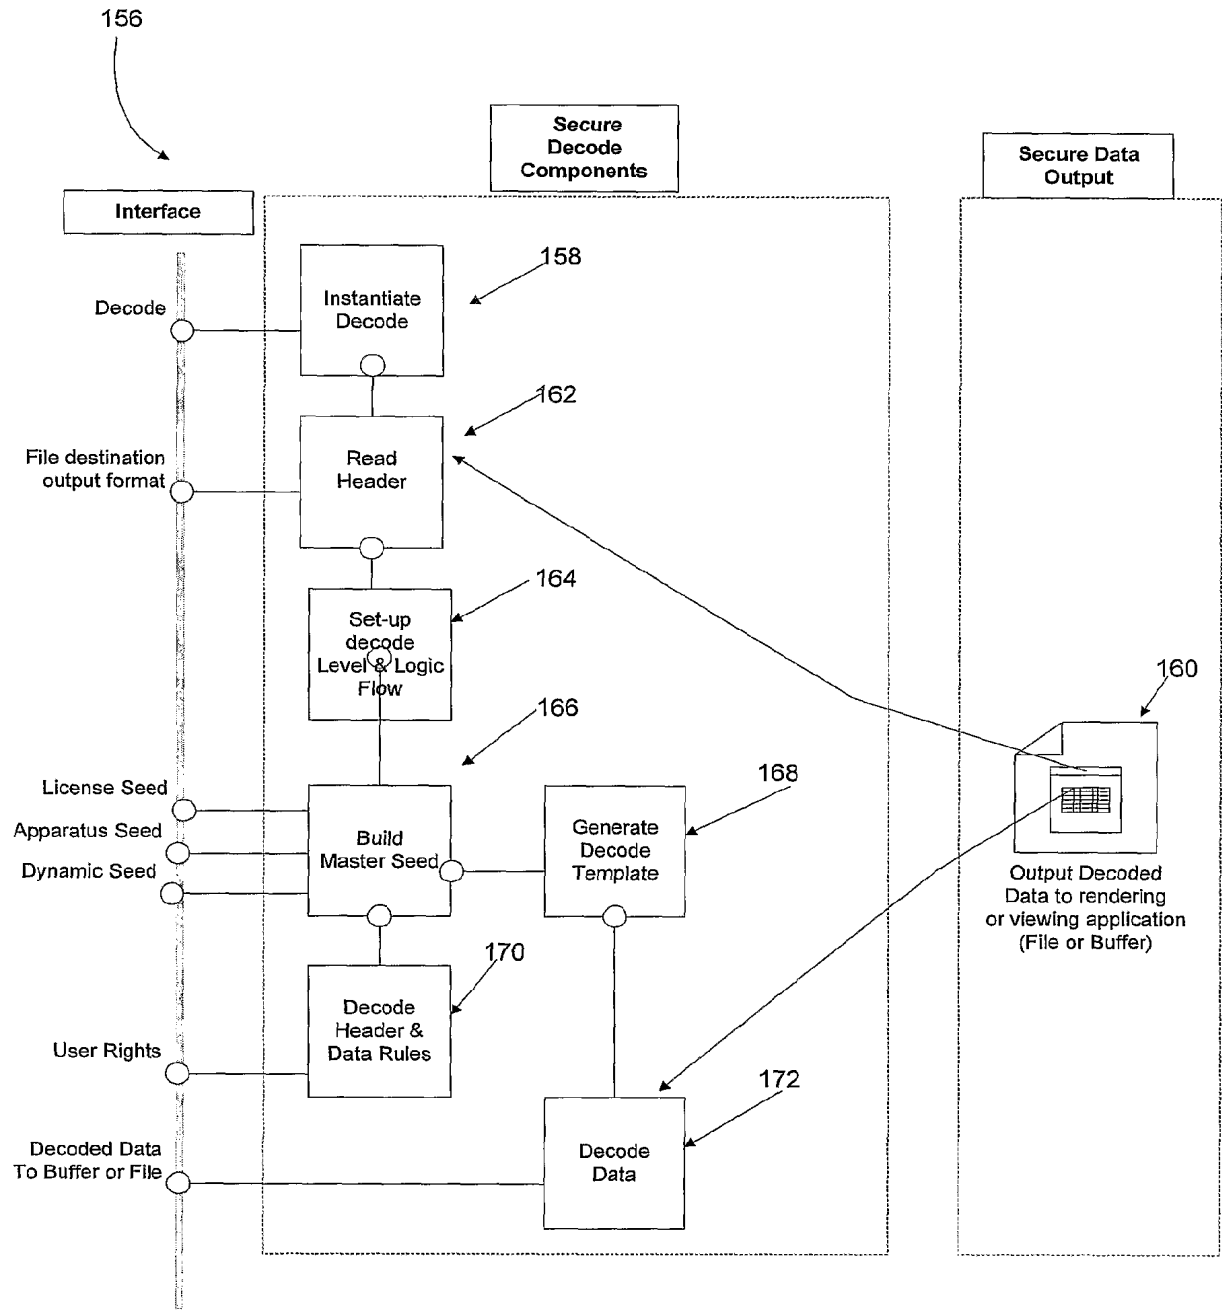 156
Secure
Decode
Components
Secure Data
Output
Interface
158
Instantiate
Decode
Decode
162
File destination
output format
Read
Header
164
Set-up
decode
Level & Logic
Flow
160
166
License Seed
Apparatus Seed
Dynamic Seed
Build
Master Seed
168
Generate
Decode
Template
Output Decoded
Data to rendering
or viewing application
(File or Buffer)
170
Decode
Header &
Data Rules
User Rights
172
Decoded Data
To Buffer or File
Decode
Data